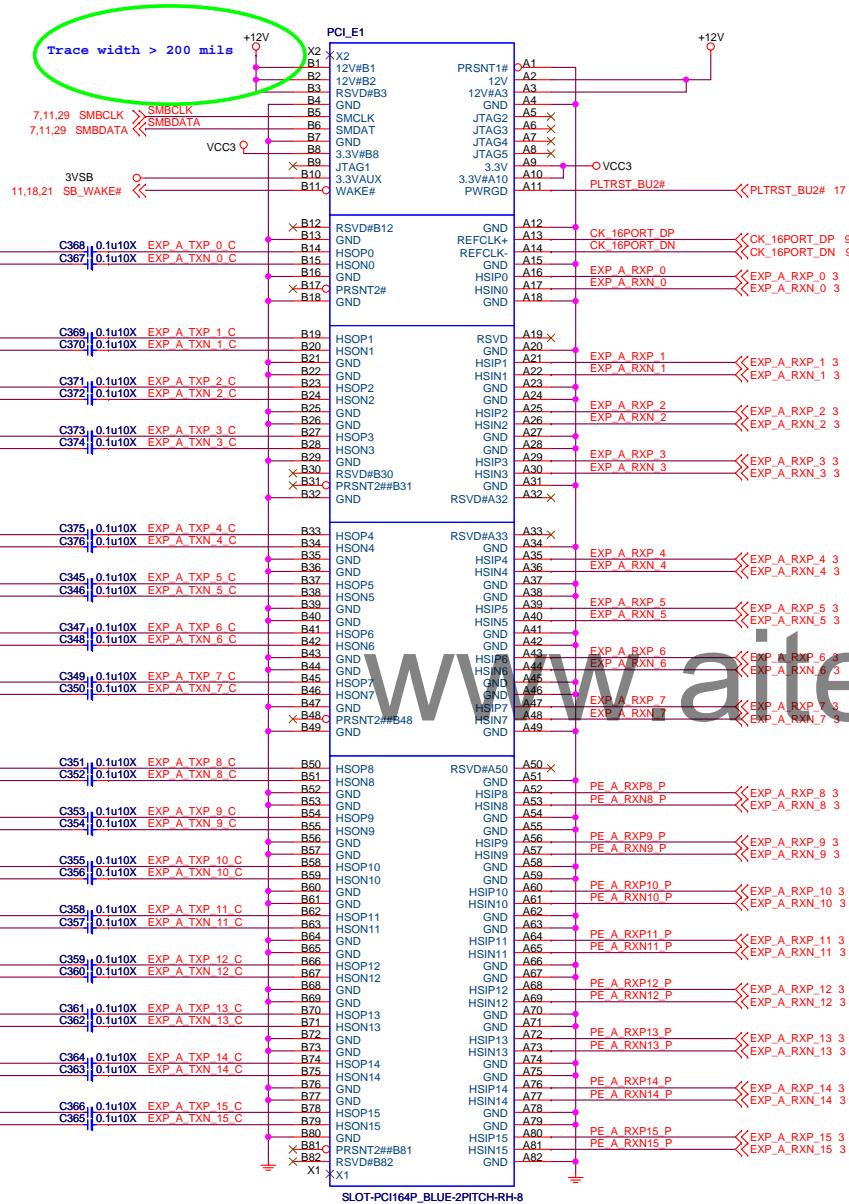 Trace width > 200 mils
+12V
PCI_E1
+12V
X2 X2
B1 12V#B1 PRSNT1# A1
B2 12V#B2 12V A2
B3 RSVD#B3 12V#A3 A3
B4 GND GND A4
7,11,29 SMBCLK SMBCLK B5 SMCLK JTAG2 A5
7,11,29 SMBDATA SMBDATA B6 SMDAT JTAG3 A6
B7 GND JTAG4 A7
VCC3 B8 3.3V#B8 JTAG5 A8
B9 JTAG1 3.3V A9 VCC3
3VSB B10 3.3VAUX 3.3V#A10 A10
11,18,21 SB_WAKE# B11 WAKE# PWRGD A11 PLTRST_BU2# PLTRST_BU2# 17
B12 RSVD#B12 GND A12
B13 GND REFCLK+ A13 CK_16PORT_DP CK_16PORT_DP 9
C368 0.1u10X EXP_A_TXP_0_C B14 HSOP0 REFCLK- A14 CK_16PORT_DN CK_16PORT_DN 9
C367 0.1u10X EXP_A_TXN_0_C B15 HSON0 GND A15
B16 GND HSIP0 A16 EXP_A_RXP_0 EXP_A_RXP_0 3
B17 PRSNT2# HSIN0 A17 EXP_A_RXN_0 EXP_A_RXN_0 3
B18 GND GND A18
C369 0.1u10X EXP_A_TXP_1_C B19 HSOP1 RSVD A19
C370 0.1u10X EXP_A_TXN_1_C B20 HSON1 GND A20
B21 GND HSIP1 A21 EXP_A_RXP_1 EXP_A_RXP_1 3
B22 GND HSIN1 A22 EXP_A_RXN_1 EXP_A_RXN_1 3
C371 0.1u10X EXP_A_TXP_2_C B23 HSOP2 GND A23
C372 0.1u10X EXP_A_TXN_2_C B24 HSON2 GND A24
B25 GND HSIP2 A25 EXP_A_RXP_2 EXP_A_RXP_2 3
B26 GND HSIN2 A26 EXP_A_RXN_2 EXP_A_RXN_2 3
C373 0.1u10X EXP_A_TXP_3_C B27 HSOP3 GND A27
C374 0.1u10X EXP_A_TXN_3_C B28 HSON3 GND A28
B29 GND HSIP3 A29 EXP_A_RXP_3 EXP_A_RXP_3 3
B30 RSVD#B30 HSIN3 A30 EXP_A_RXN_3 EXP_A_RXN_3 3
B31 PRSNT2##B31 GND A31
B32 GND RSVD#A32 A32
C375 0.1u10X EXP_A_TXP_4_C B33 HSOP4 RSVD#A33 A33
C376 0.1u10X EXP_A_TXN_4_C B34 HSON4 GND A34
B35 GND HSIP4 A35 EXP_A_RXP_4 EXP_A_RXP_4 3
B36 GND HSIN4 A36 EXP_A_RXN_4 EXP_A_RXN_4 3
C345 0.1u10X EXP_A_TXP_5_C B37 HSOP5 GND A37
C346 0.1u10X EXP_A_TXN_5_C B38 HSON5 GND A38
B39 GND HSIP5 A39 EXP_A_RXP_5 EXP_A_RXP_5 3
B40 GND HSIN5 A40 EXP_A_RXN_5 EXP_A_RXN_5 3
C347 0.1u10X EXP_A_TXP_6_C B41 HSOP6 GND A41
C348 0.1u10X EXP_A_TXN_6_C B42 HSON6 GND A42
B43 GND HSIP6 A43 EXP_A_RXP_6 EXP_A_RXP_6 3
B44 GND HSIN6 A44 EXP_A_RXN_6 EXP_A_RXN_6 3
C349 0.1u10X EXP_A_TXP_7_C B45 HSOP7 GND A45
C350 0.1u10X EXP_A_TXN_7_C B46 HSON7 GND A46
B47 GND HSIP7 A47 EXP_A_RXP_7 EXP_A_RXP_7 3
B48 PRSNT2##B48 HSIN7 A48 EXP_A_RXN_7 EXP_A_RXN_7 3
B49 GND GND A49
www.aite
C351 0.1u10X EXP_A_TXP_8_C B50 HSOP8 RSVD#A50 A50
C352 0.1u10X EXP_A_TXN_8_C B51 HSON8 GND A51
B52 GND HSIP8 A52 PE_A_RXP8_P EXP_A_RXP_8 3
B53 GND HSIN8 A53 PE_A_RXN8_P EXP_A_RXN_8 3
C353 0.1u10X EXP_A_TXP_9_C B54 HSOP9 GND A54
C354 0.1u10X EXP_A_TXN_9_C B55 HSON9 GND A55
B56 GND HSIP9 A56 PE_A_RXP9_P EXP_A_RXP_9 3
B57 GND HSIN9 A57 PE_A_RXN9_P EXP_A_RXN_9 3
C355 0.1u10X EXP_A_TXP_10_C B58 HSOP10 GND A58
C356 0.1u10X EXP_A_TXN_10_C B59 HSON10 GND A59
B60 GND HSIP10 A60 PE_A_RXP10_P EXP_A_RXP_10 3
B61 GND HSIN10 A61 PE_A_RXN10_P EXP_A_RXN_10 3
C358 0.1u10X EXP_A_TXP_11_C B62 HSOP11 GND A62
C357 0.1u10X EXP_A_TXN_11_C B63 HSON11 GND A63
B64 GND HSIP11 A64 PE_A_RXP11_P EXP_A_RXP_11 3
B65 GND HSIN11 A65 PE_A_RXN11_P EXP_A_RXN_11 3
C359 0.1u10X EXP_A_TXP_12_C B66 HSOP12 GND A66
C360 0.1u10X EXP_A_TXN_12_C B67 HSON12 GND A67
B68 GND HSIP12 A68 PE_A_RXP12_P EXP_A_RXP_12 3
B69 GND HSIN12 A69 PE_A_RXN12_P EXP_A_RXN_12 3
C361 0.1u10X EXP_A_TXP_13_C B70 HSOP13 GND A70
C362 0.1u10X EXP_A_TXN_13_C B71 HSON13 GND A71
B72 GND HSIP13 A72 PE_A_RXP13_P EXP_A_RXP_13 3
B73 GND HSIN13 A73 PE_A_RXN13_P EXP_A_RXN_13 3
C364 0.1u10X EXP_A_TXP_14_C B74 HSOP14 GND A74
C363 0.1u10X EXP_A_TXN_14_C B75 HSON14 GND A75
B76 GND HSIP14 A76 PE_A_RXP14_P EXP_A_RXP_14 3
B77 GND HSIN14 A77 PE_A_RXN14_P EXP_A_RXN_14 3
C366 0.1u10X EXP_A_TXP_15_C B78 HSOP15 GND A78
C365 0.1u10X EXP_A_TXN_15_C B79 HSON15 GND A79
B80 GND HSIP15 A80 PE_A_RXP15_P EXP_A_RXP_15 3
B81 PRSNT2##B81 HSIN15 A81 PE_A_RXN15_P EXP_A_RXN_15 3
B82 RSVD#B82 GND A82
X1 X1
SLOT-PCI164P_BLUE-2PITCH-RH-8